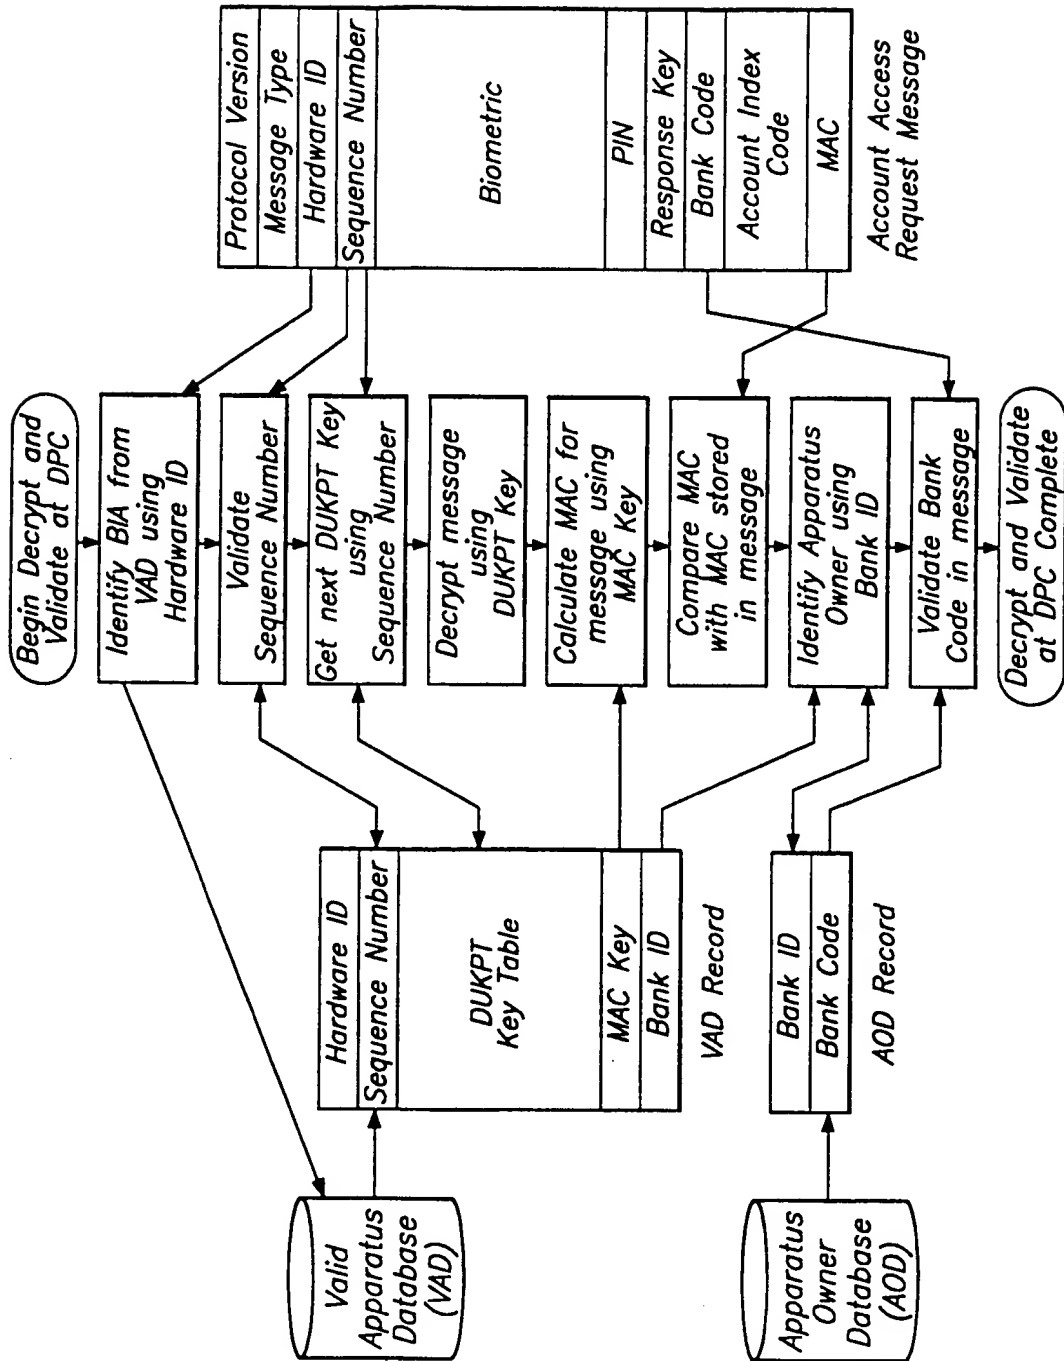 Begin Decrypt and
Validate at DPC
Identify BIA from
VAD using
Hardware ID
Validate
Sequence Number
Get next DUKPT Key
using
Sequence Number
Decrypt message
using
DUKPT Key
Calculate MAC for
message using
MAC Key
Compare MAC
with MAC stored
in message
Identify Apparatus
Owner using
Bank ID
Validate Bank
Code in message
Decrypt and Validate
at DPC Complete
Protocol Version
Message Type
Hardware ID
Sequence Number
Biometric
PIN
Response Key
Bank Code
Account Index
Code
MAC
Account Access
Request Message
Hardware ID
Sequence Number
DUKPT
Key Table
MAC Key
Bank ID
VAD Record
Bank ID
Bank Code
AOD Record
Valid
Apparatus
Database
(VAD)
Apparatus
Owner
Database
(AOD)